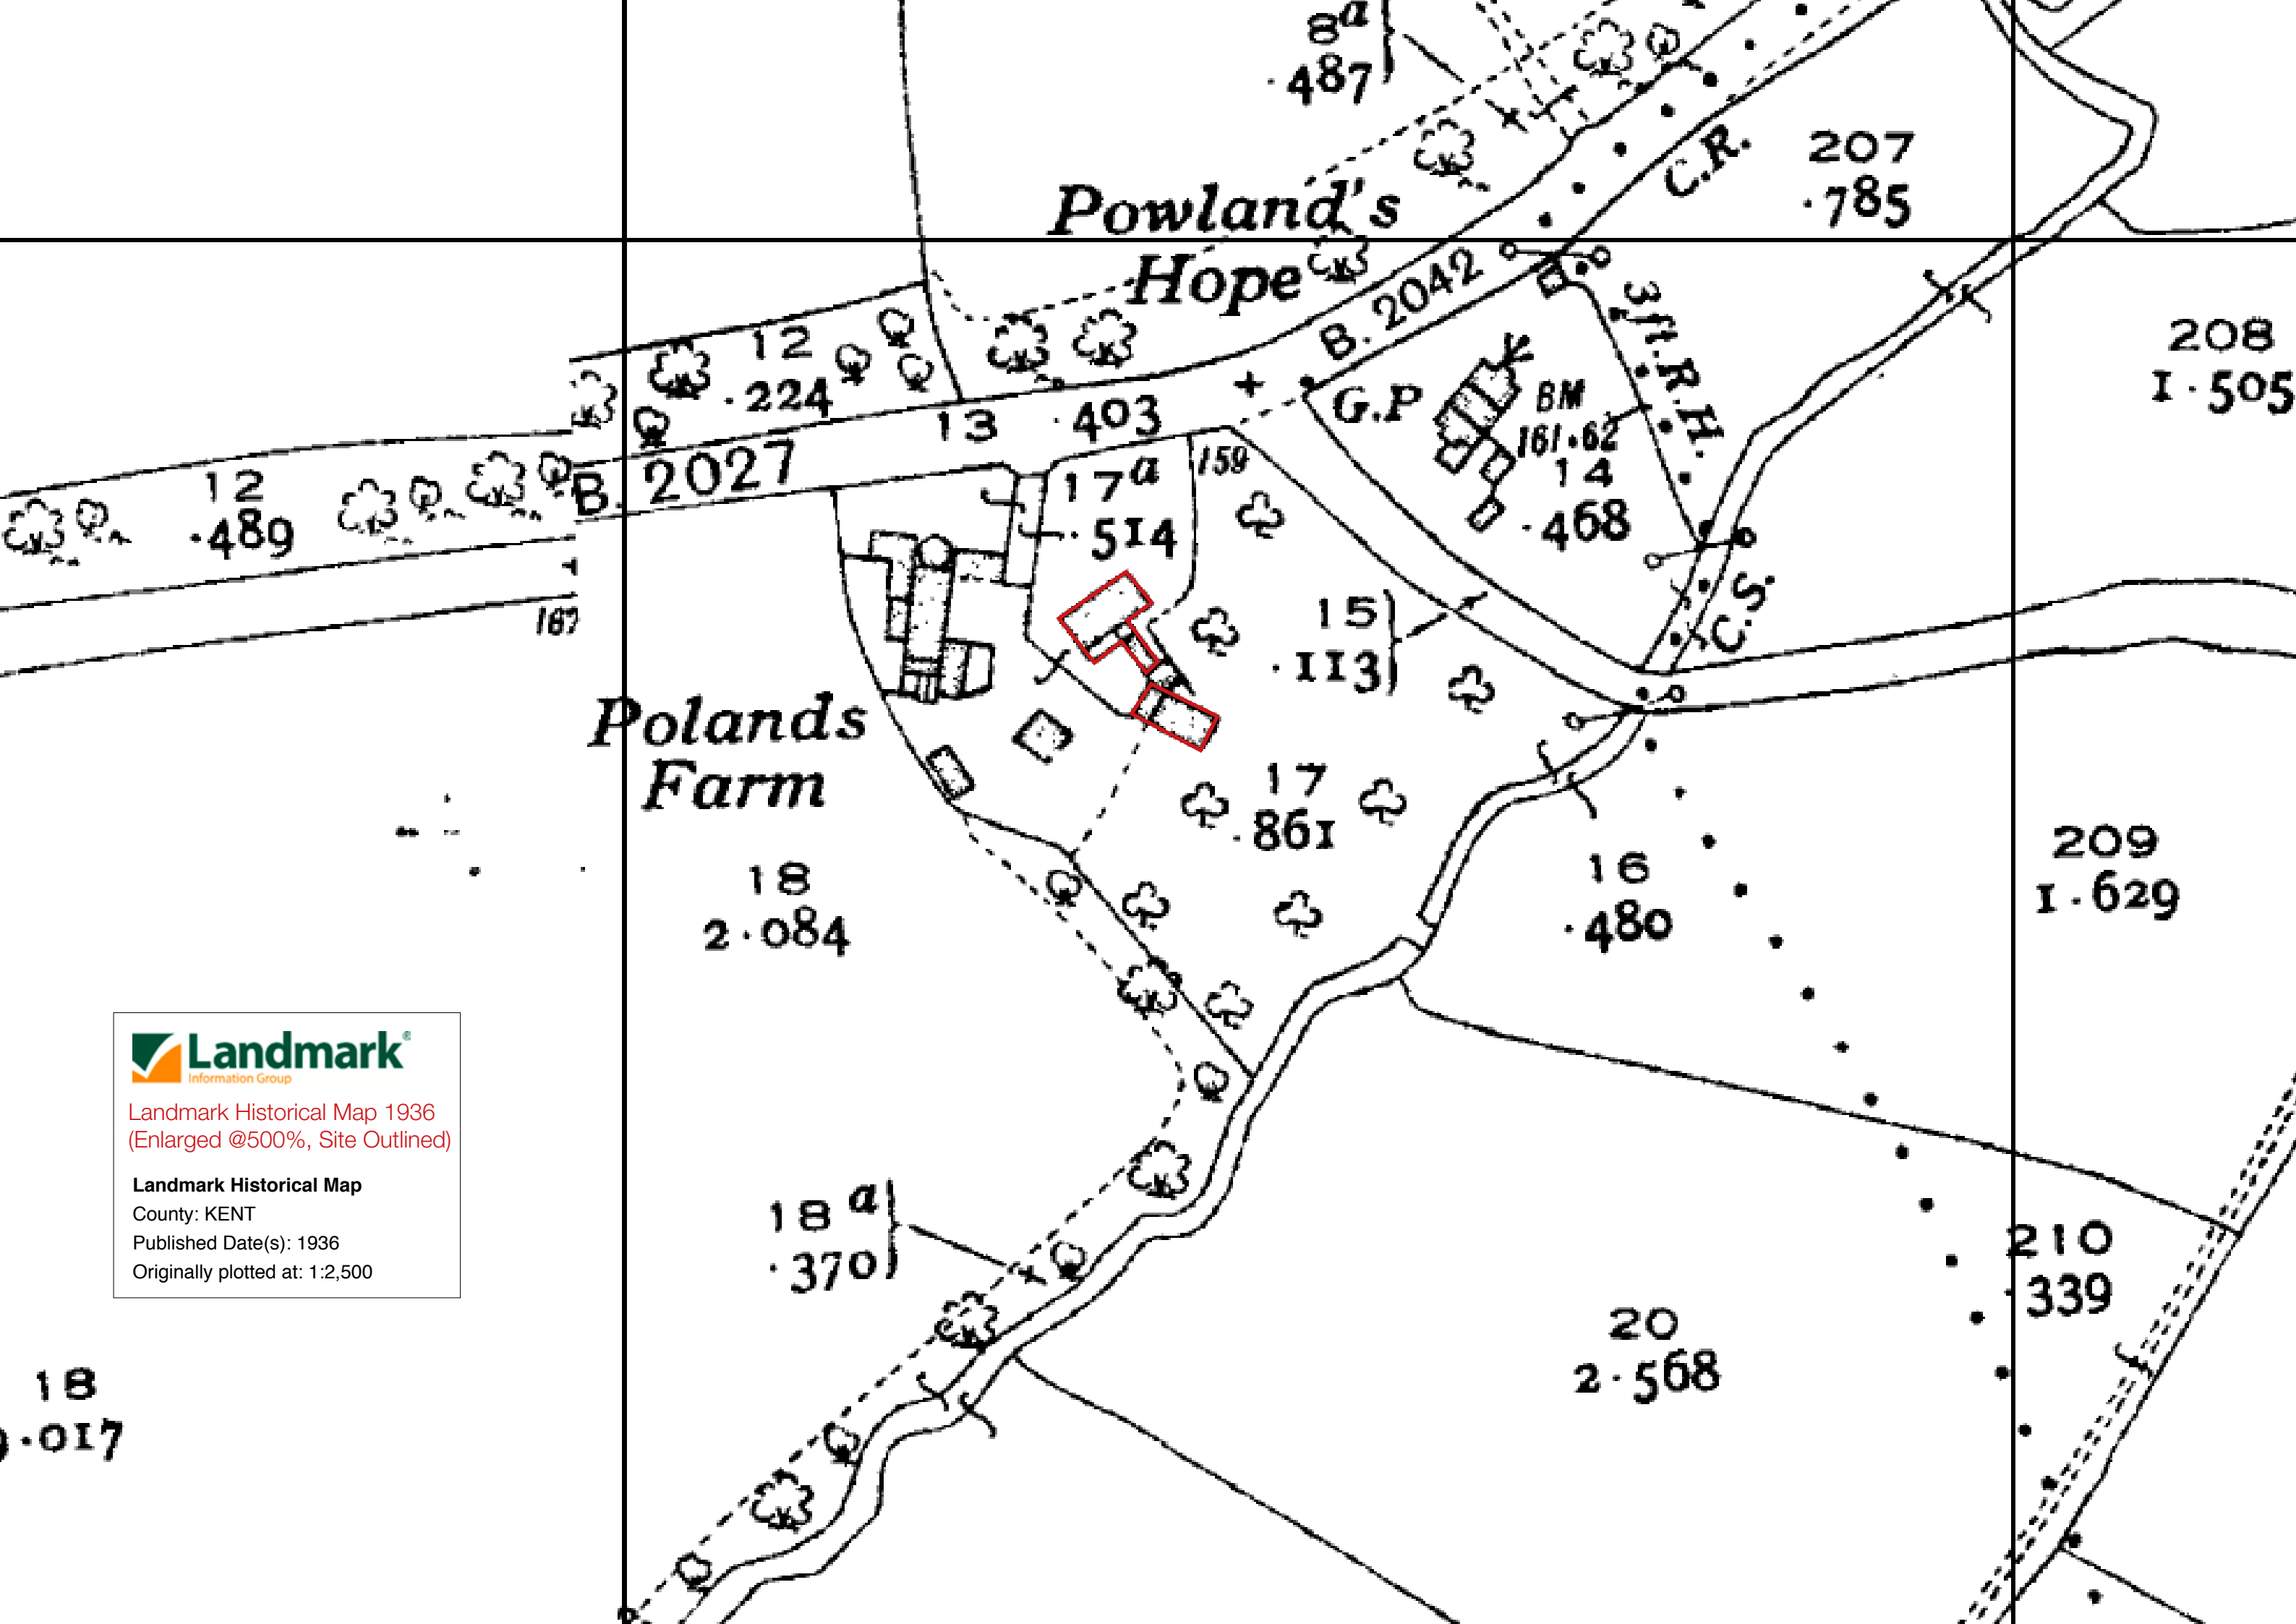 8a
.487
C.R.
207
.785
Powland's
Hope
B. 2042
3ft.R.H.
208
1.505
12
.224
13 .403
G.P
BM
161.62
14
.468
B. 2027
12
.489
17a
.514
159
15
.113
C.S.
167
Polands
Farm
17
.861
18
2.084
16
.480
209
1.629
Landmark®
Information Group
Landmark Historical Map 1936
(Enlarged @500%, Site Outlined)
Landmark Historical Map
County: KENT
Published Date(s): 1936
Originally plotted at: 1:2,500
18a
.370
210
.339
20
2.568
18
.017